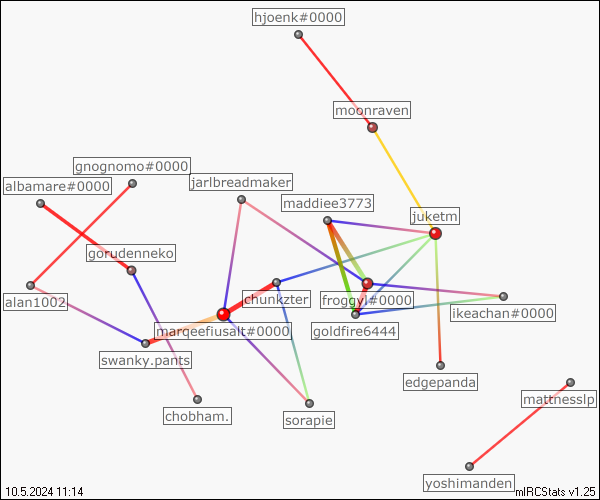 hjoenk#0000
moonraven
gnognomo#0000
albamare#0000
jarlbreadmaker
maddiee3773
juketm
gorudenneko
alan1002
chunkzter
froggyl#0000
ikeachan#0000
marqeefiusalt#0000
goldfire6444
swanky.pants
edgepanda
mattnesslp
chobham.
sorapie
yoshimanden
10.5.2024 11:14
mIRCStats v1.25